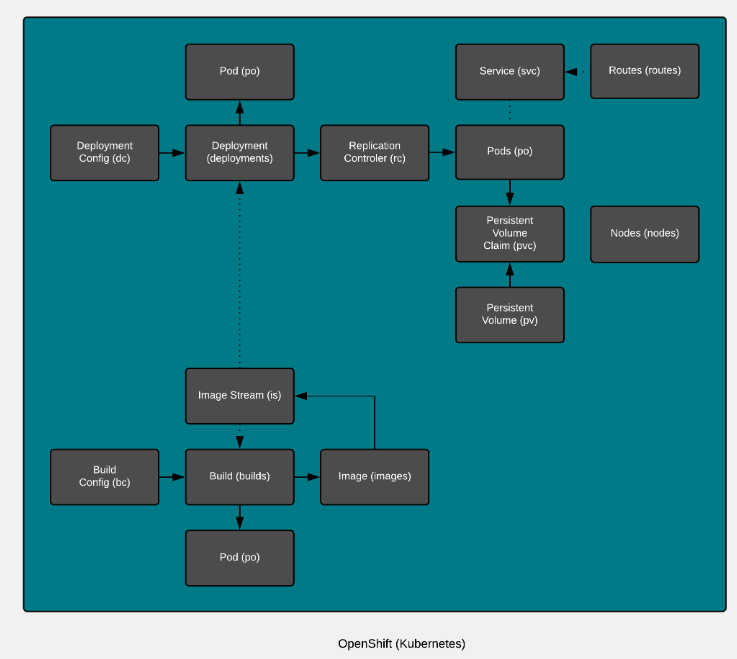 Pod (po)
Service (svc)
Routes (routes)
Deployment
Config (dc)
Deployment
(deployments)
Replication
Controler (rc)
Pods (po)
Persistent
Volume
Claim (pvc)
Nodes (nodes)
Persistent
Volume (pv)
Image Stream (is)
Build
Config (bc)
Build (builds)
Image (images)
Pod (po)
OpenShift (Kubernetes)